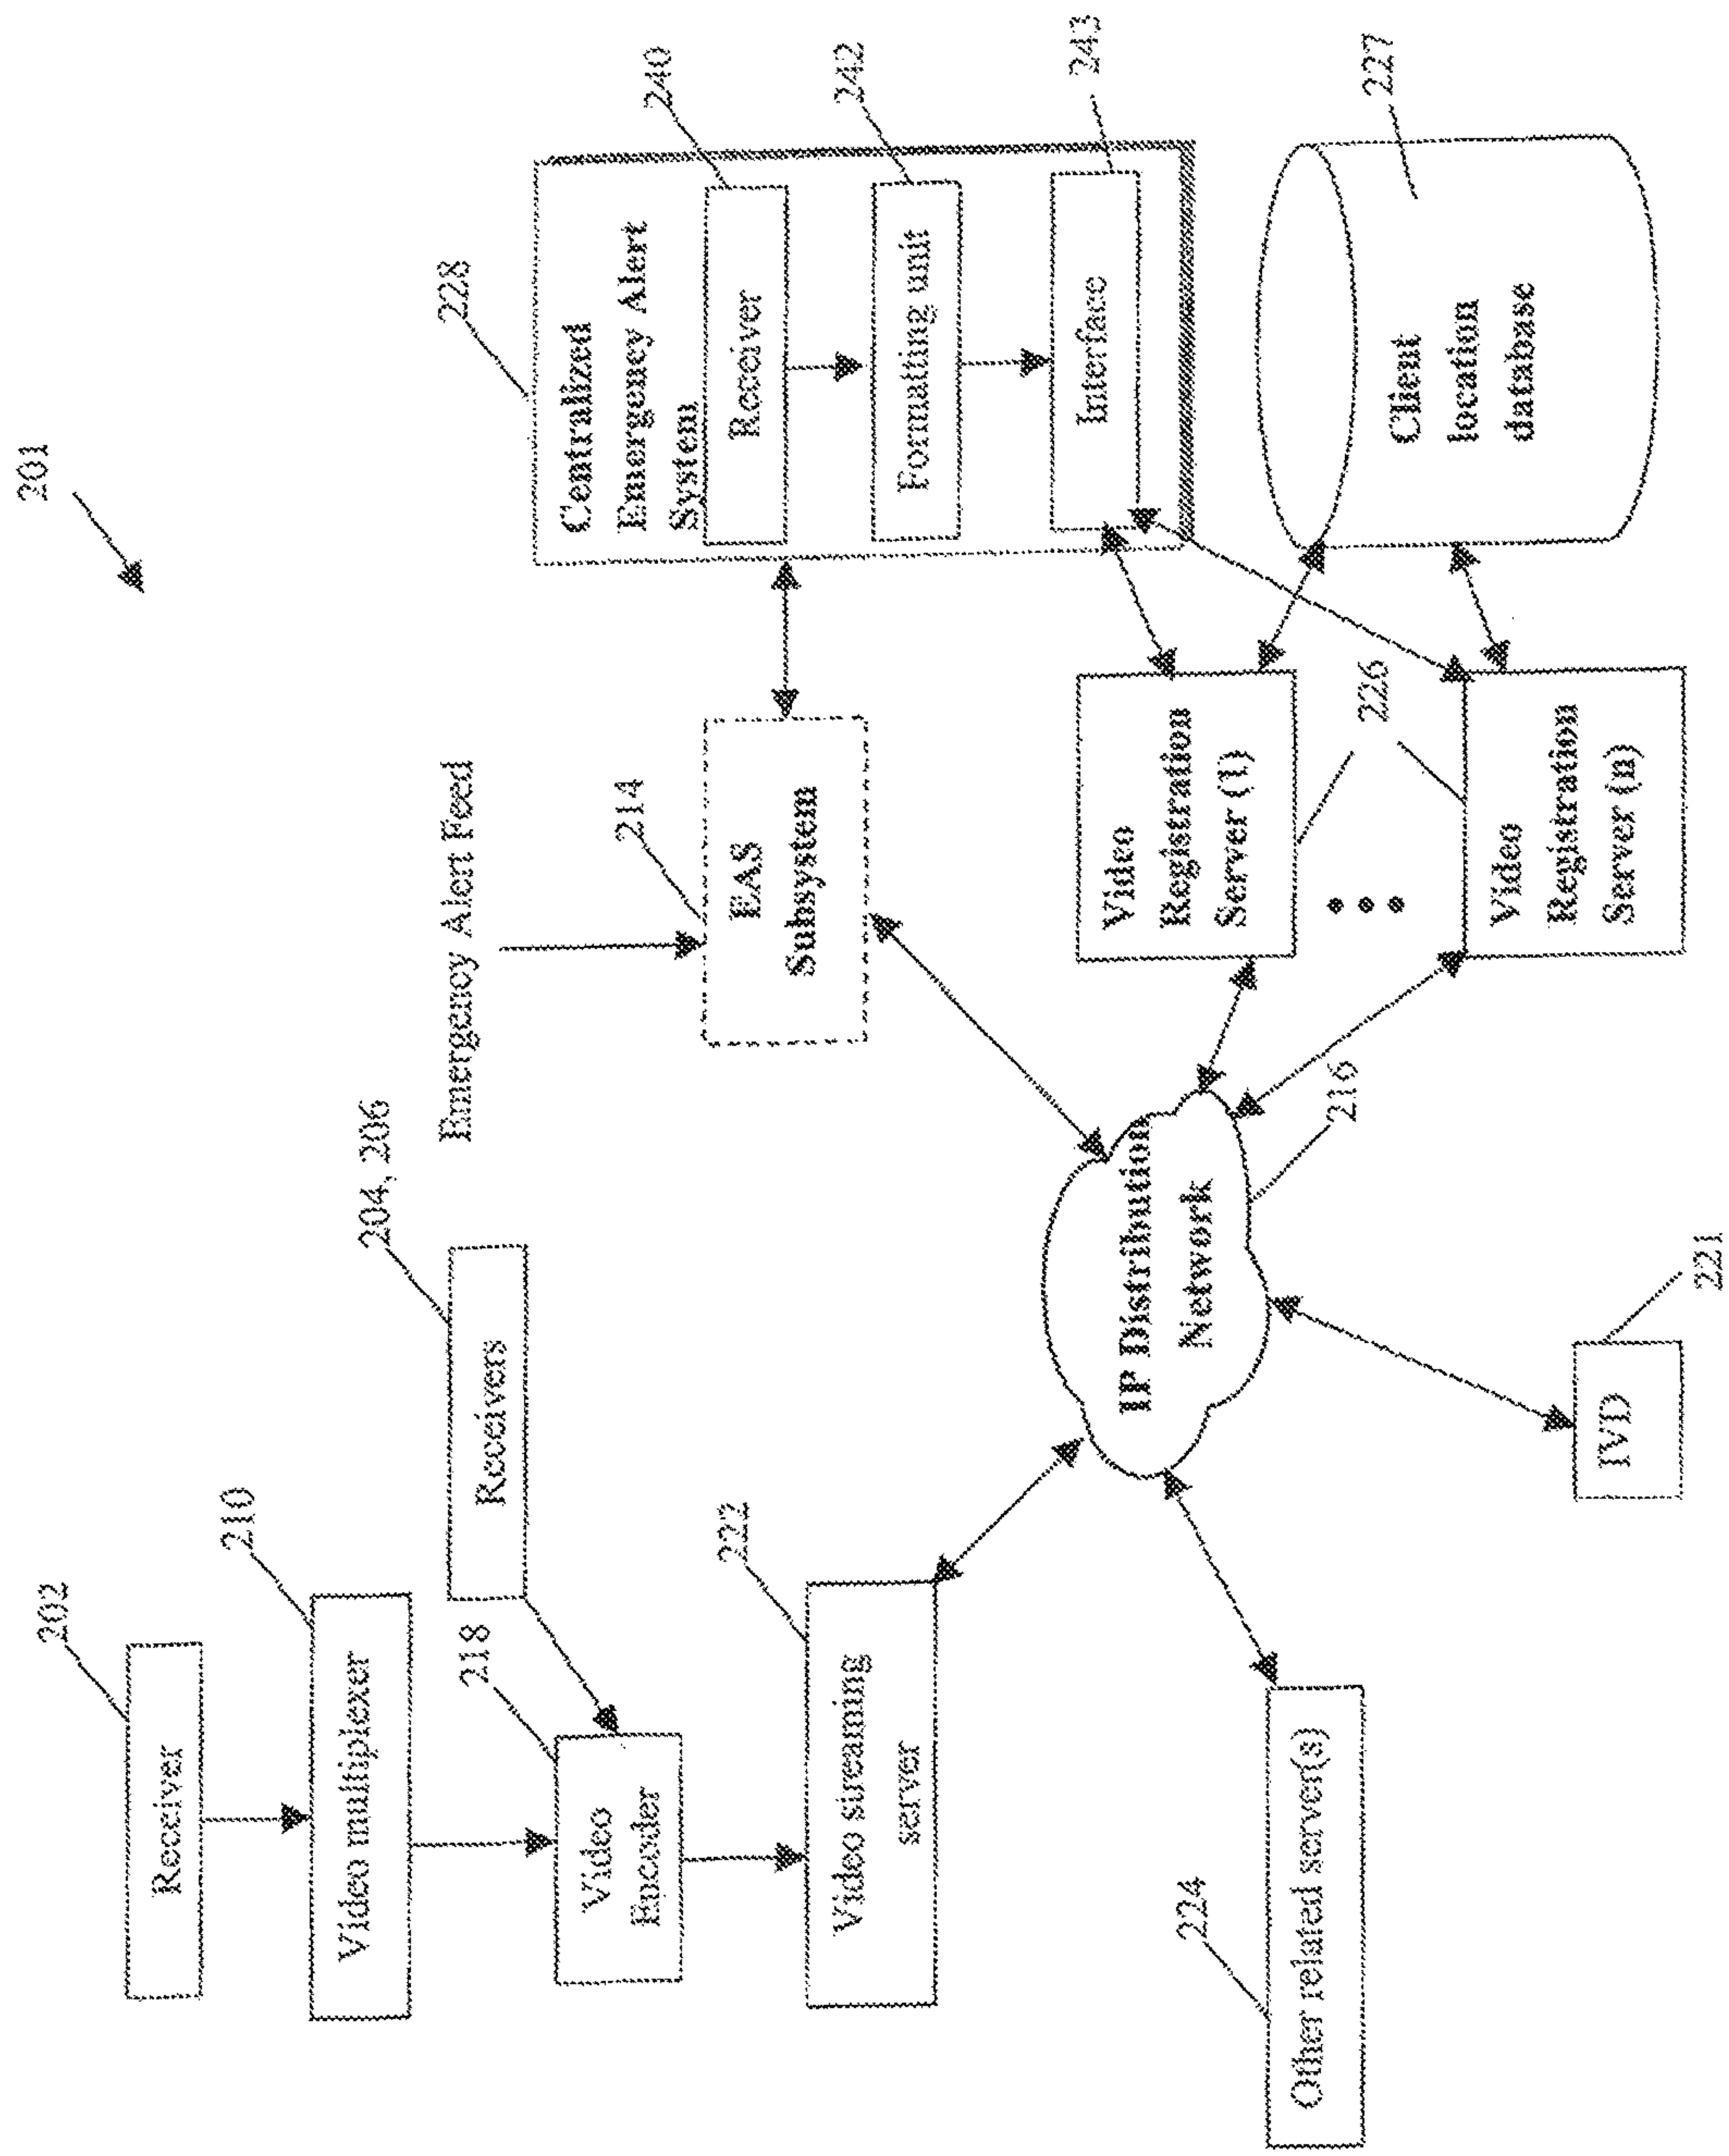 201
202
Receiver
210
Video multiplexer
204, 206
Receivers
218
Video
Encoder
222
Video streaming
server
224
Other related server(s)
Emergency Alert Feed
214
EAS
Subsystem
IP Distribution
Network
216
IVD
221
228
Centralized
Emergency Alert
System
240
Receiver
242
Formatting unit
243
Interface
Video
Registration
Server (1)
226
Video
Registration
Server (n)
227
Client
location
database